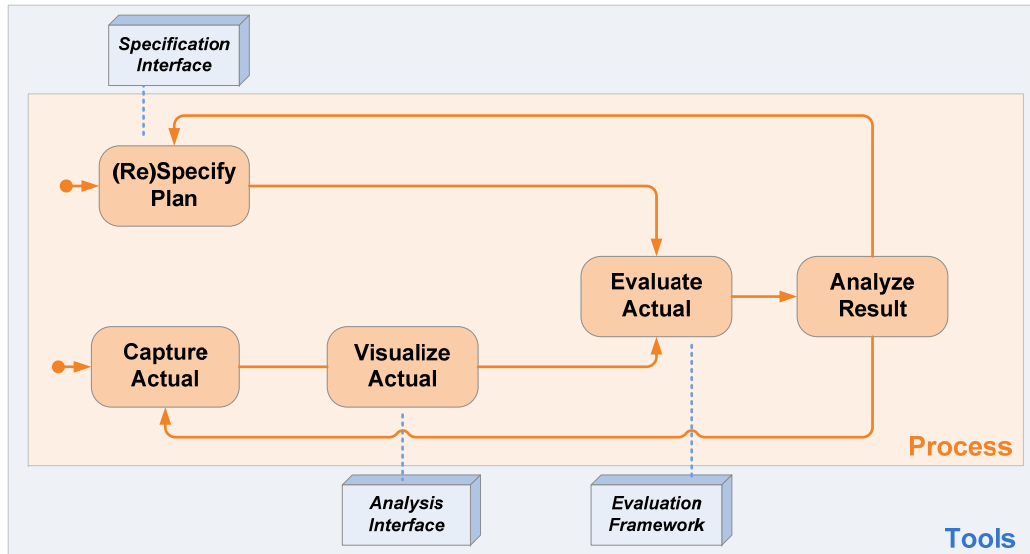 Specification
Interface
(Re)Specify
Plan
Evaluate
Actual
Analyze
Result
Capture
Actual
Visualize
Actual
Process
Analysis
Interface
Evaluation
Framework
Tools